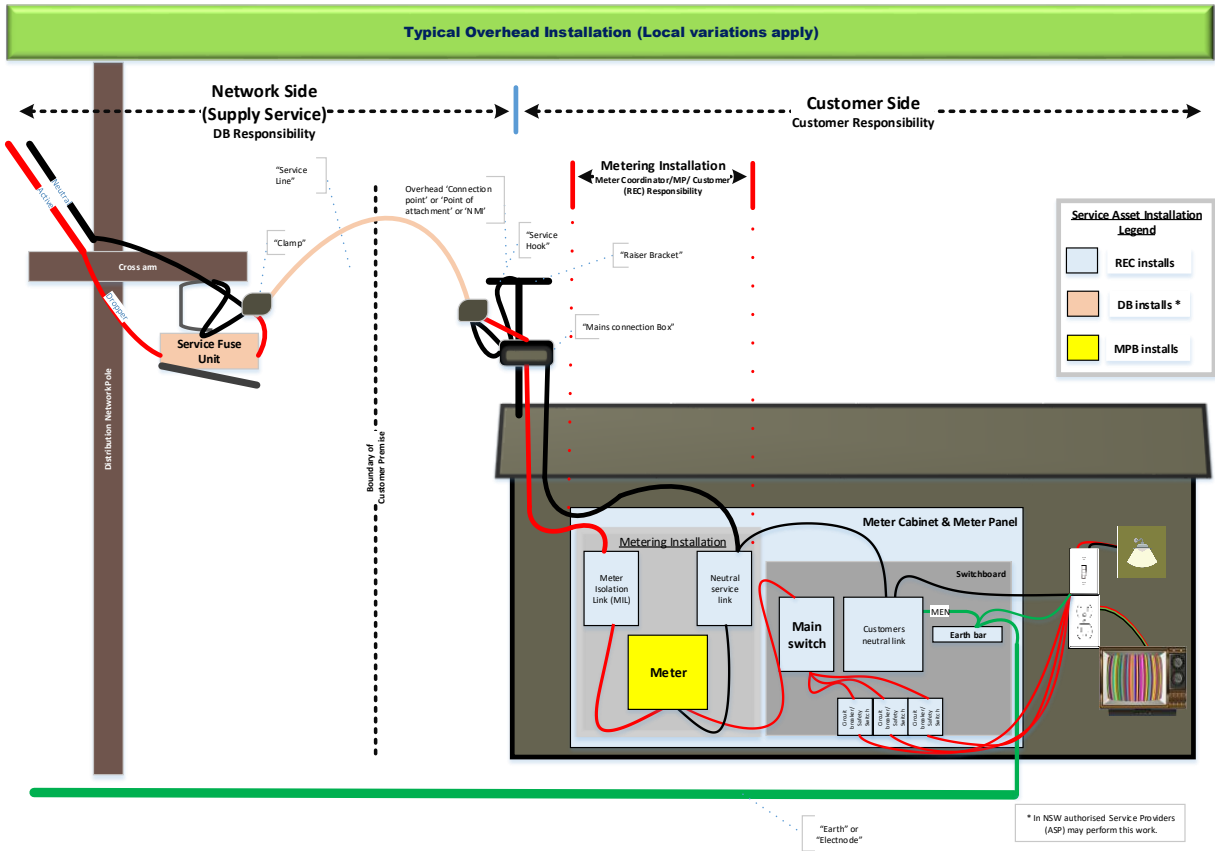 Typical Overhead Installation (Local variations apply)
Network Side
(Supply Service)
DB Responsibility
Customer Side
Customer Responsibility
Metering Installation
Meter Coordinator/MP/ Customer
(REC) Responsibility
Neutral
Active
"Service
Line"
Overhead 'Connection
point' or 'Point of
attachment' or 'NMI'
"Service
Hook"
"Clamp"
"Raiser Bracket"
Cross arm
Dropper
Service Fuse
Unit
"Mains connection Box"
Service Asset Installation
Legend
REC installs
DB installs *
MPB installs
Distribution Network Pole
Boundary of
Customer Premise
Meter Cabinet & Meter Panel
Metering Installation
Meter
Isolation
Link (MIL)
Neutral
service
link
Switchboard
Main
switch
Customers
neutral link
MEN
Earth bar
Meter
Circuit
breaker/
Safety
Switch
Circuit
breaker/
Safety
Switch
Circuit
breaker/
Safety
Switch
"Earth" or
"Electnode"
* In NSW authorised Service Providers
(ASP) may perform this work.